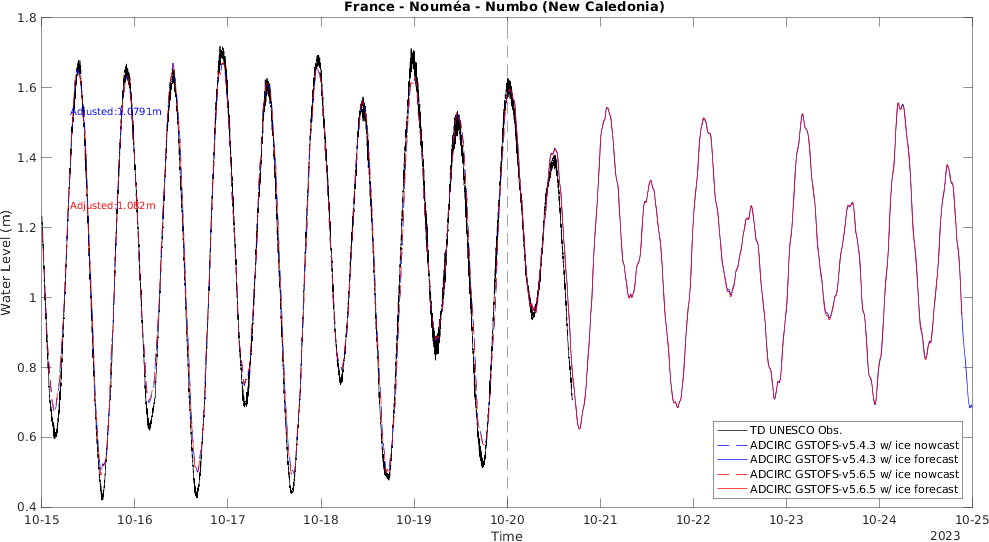 France - Nouméa - Numbo (New Caledonia)
1.8
1.6
1.4
1.2
1
0.8
0.6
0.4
Water Level (m)
Adjusted:1.0791m
Adjusted:1.082m
TD UNESCO Obs.
ADCIRC GSTOFS-v5.4.3 w/ ice nowcast
ADCIRC GSTOFS-v5.4.3 w/ ice forecast
ADCIRC GSTOFS-v5.6.5 w/ ice nowcast
ADCIRC GSTOFS-v5.6.5 w/ ice forecast
10-15 10-16 10-17 10-18 10-19 10-20 10-21 10-22 10-23 10-24 10-25
Time
2023